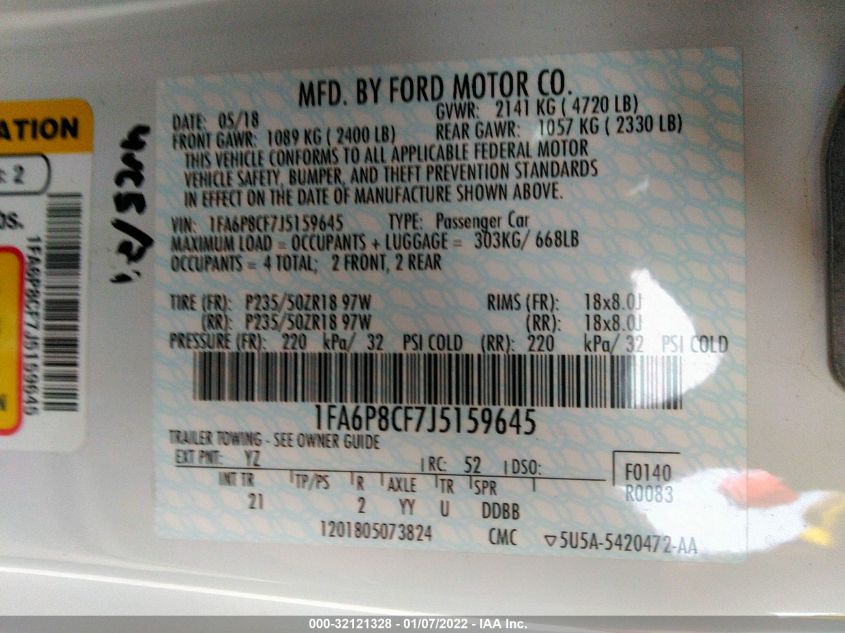 MFD. BY FORD MOTOR CO.
DATE: 05/18 GVWR: 2141 KG ( 4720 LB)
FRONT GAWR: 1089 KG ( 2400 LB) REAR GAWR: 1057 KG ( 2330 LB)
THIS VEHICLE CONFORMS TO ALL APPLICABLE FEDERAL MOTOR
VEHICLE SAFETY, BUMPER, AND THEFT PREVENTION STANDARDS
IN EFFECT ON THE DATE OF MANUFACTURE SHOWN ABOVE.
VIN: 1FA6P8CF7J5159645 TYPE: Passenger Car
MAXIMUM LOAD = OCCUPANTS + LUGGAGE = 303KG/ 668LB
OCCUPANTS = 4 TOTAL; 2 FRONT, 2 REAR
TIRE (FR): P235/50ZR18 97W RIMS (FR): 18x8.0J
(RR): P235/50ZR18 97W (RR): 18x8.0J
PRESSURE (FR): 220 kPa/ 32 PSI COLD (RR): 220 kPa/ 32 PSI COLD
1FA6P8CF7J5159645
TRAILER TOWING - SEE OWNER GUIDE
EXT PNT: YZ RC: 52 DSO: F0140
INT TR TP/PS R AXLE TR SPR R0083
21 2 YY U DDBB
1201805073824 CMC ▽5U5A-5420472-AA
ATION
: 2
OS.
1FA6P8CF7J5159645
N
000-32121328 - 01/07/2022 - IAA Inc.